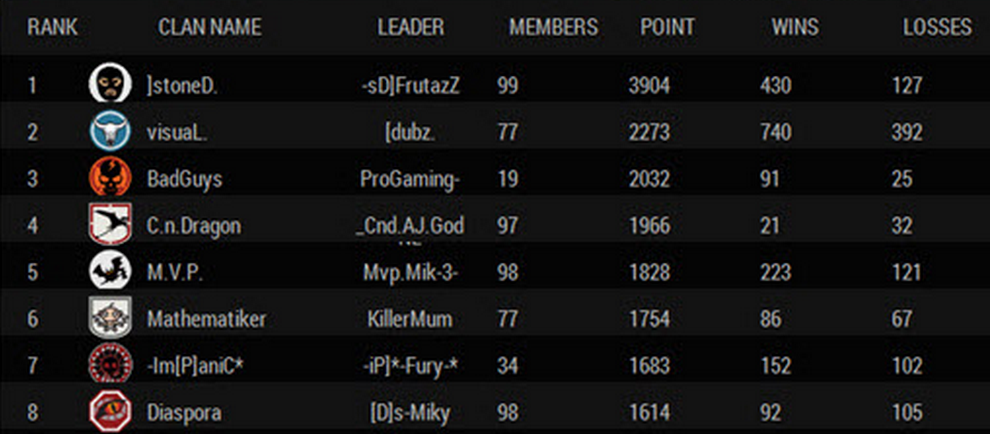 RANK CLAN NAME LEADER MEMBERS POINT WINS LOSSES
1 ]stoneD. -sD]FrutazZ 99 3904 430 127
2 visuaL. [dubz. 77 2273 740 392
3 BadGuys ProGaming- 19 2032 91 25
4 C.n.Dragon _Cnd.AJ.God 97 1966 21 32
5 M.V.P. Mvp.Mik-3- 98 1828 223 121
6 Mathematiker KillerMum 77 1754 86 67
7 -Im[P]aniC* -iP]*-Fury-* 34 1683 152 102
8 Diaspora [D]s-Miky 98 1614 92 105